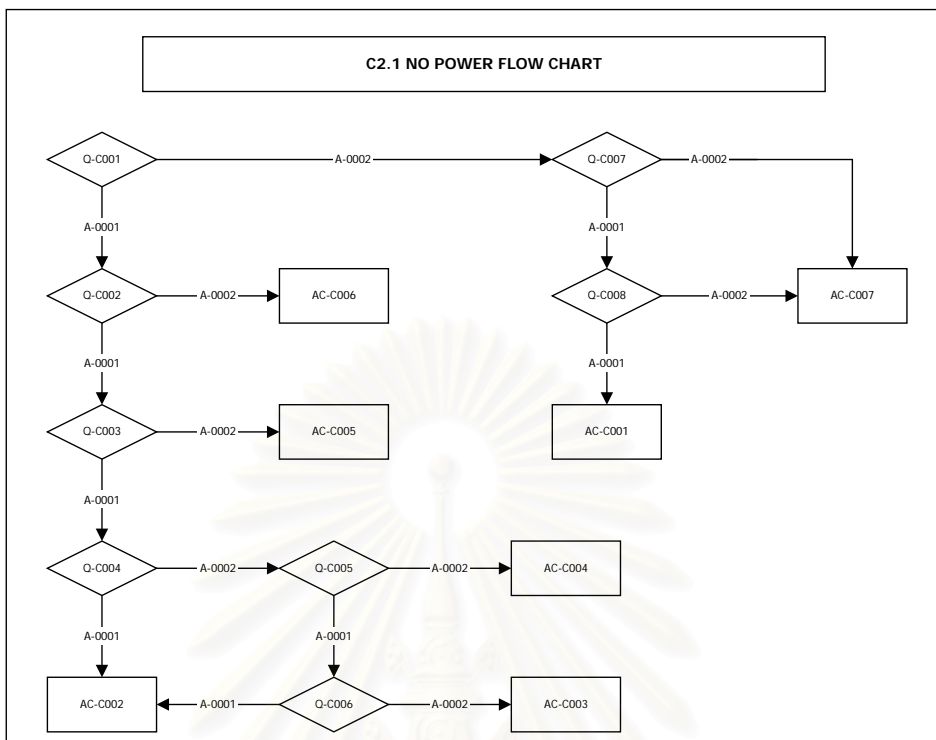 C2.1 NO POWER FLOW CHART
Q-C001
A-0002
Q-C007
A-0002
A-0001
A-0001
Q-C002
A-0002
AC-C006
Q-C008
A-0002
AC-C007
A-0001
A-0001
Q-C003
A-0002
AC-C005
AC-C001
A-0001
Q-C004
A-0002
Q-C005
A-0002
AC-C004
A-0001
A-0001
AC-C002
A-0001
Q-C006
A-0002
AC-C003